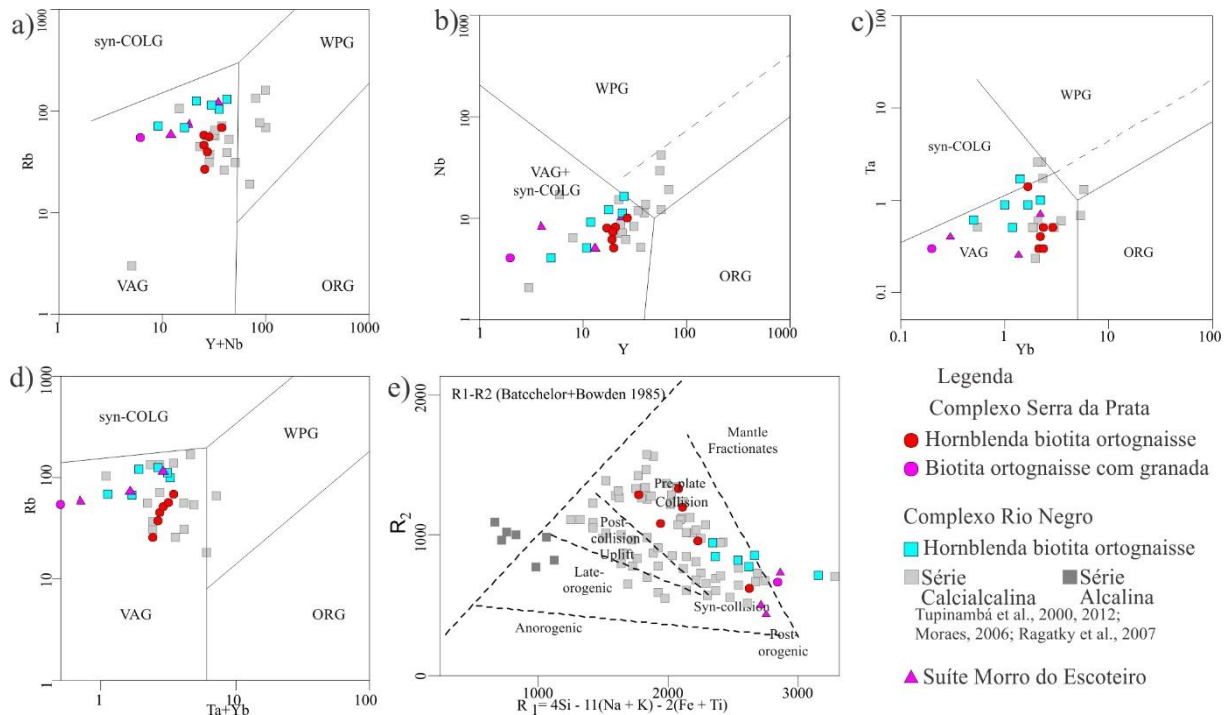 a)
1000
100
10
1
Rb
syn-COLG
WPG
VAG
ORG
1
10
100
1000
Y+Nb
b)
1000
100
10
1
Nb
WPG
VAG+
syn-COLG
ORG
1
10
100
1000
Y
c)
100
10
1
0.1
Ta
WPG
syn-COLG
VAG
ORG
0.1
1
10
100
Yb
d)
1000
100
10
1
Rb
syn-COLG
WPG
VAG
ORG
1
10
100
Ta+Yb
e)
2000
1000
0
R2
R1-R2 (Batcchelor+Bowden 1985)
Mantle
Fractionates
Pre-plate
Collision
Post-
collision
Uplift
Late-
orogenic
Syn-collision
Anorogenic
Post-
orogenic
1000
2000
3000
R1= 4Si - 11(Na + K) - 2(Fe + Ti)
Legenda
Complexo Serra da Prata
Hornblenda biotita ortognaisse
Biotita ortognaisse com granada
Complexo Rio Negro
Hornblenda biotita ortognaisse
Série Calcialcalina
Série Alcalina
Tupinambá et al., 2000, 2012;
Moraes, 2006; Ragatky et al., 2007
Suíte Morro do Escoteiro